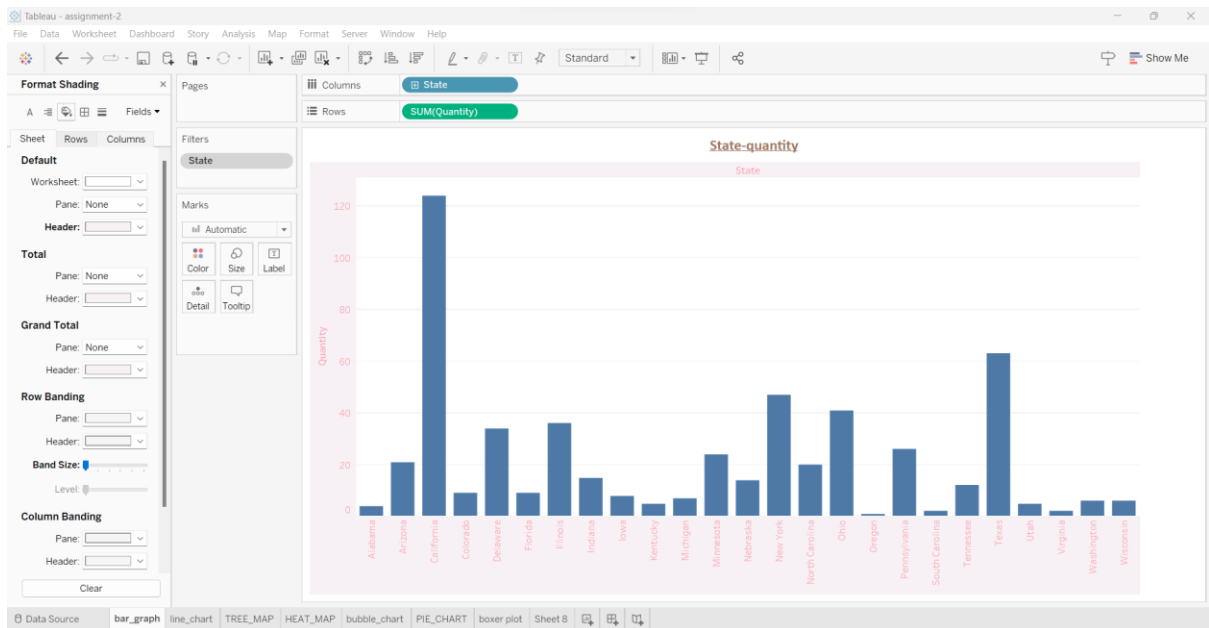 Tableau - assignment-2
File Data Worksheet Dashboard Story Analysis Map Format Server Window Help
Standard
Show Me
Format Shading
Fields
Sheet Rows Columns
Default
Worksheet:
Pane: None
Header:
Total
Pane: None
Header:
Grand Total
Pane: None
Header:
Row Banding
Pane:
Header:
Band Size:
Level:
Column Banding
Pane:
Header:
Clear
Pages
Filters
State
Marks
Automatic
Color Size Label
Detail Tooltip
Columns State
Rows SUM(Quantity)
State-quantity
State
Quantity
120
100
80
60
40
20
0
Alabama
Arizona
California
Colorado
Delaware
Florida
Illinois
Indiana
Iowa
Kentucky
Michigan
Minnesota
Nebraska
New York
North Carolina
Ohio
Oregon
Pennsylvania
South Carolina
Tennessee
Texas
Utah
Virginia
Washington
Wisconsin
Data Source bar_graph line_chart TREE_MAP HEAT_MAP bubble_chart PIE_CHART boxer plot Sheet 8